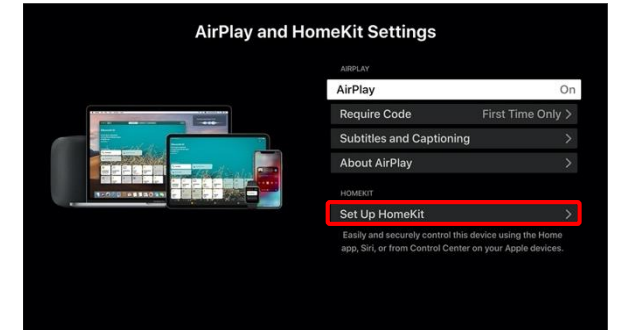 AirPlay and HomeKit Settings
AIRPLAY
AirPlay On
Require Code First Time Only >
Subtitles and Captioning >
About AirPlay >
HOMEKIT
Set Up HomeKit >
Easily and securely control this device using the Home
app, Siri, or from Control Center on your Apple devices.